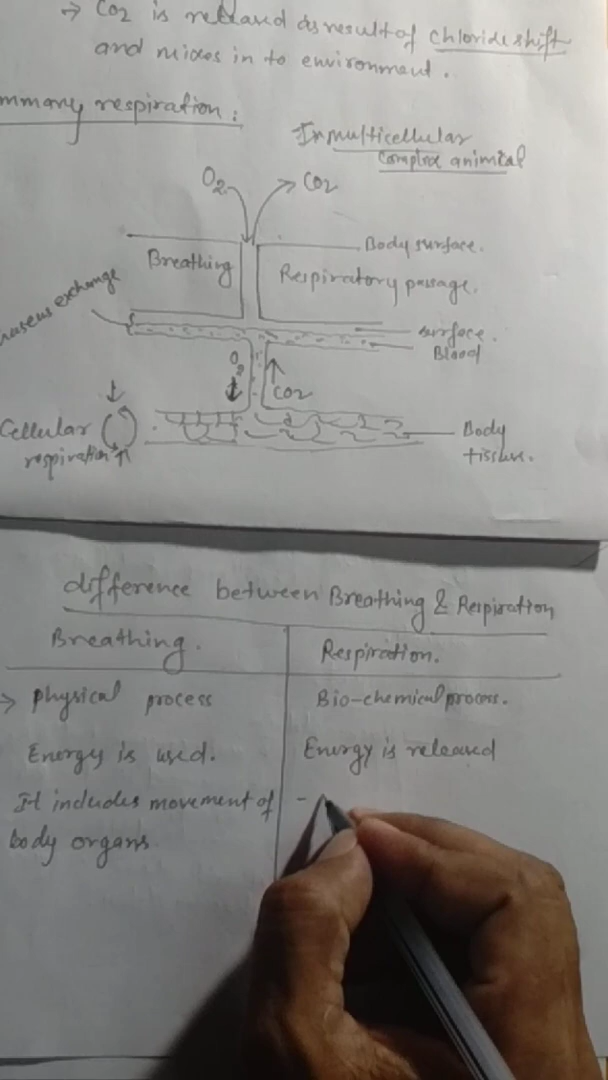 → CO2 is released as result of chloride shift
and mixes in to environment.
mmary respiration:
In multicellular
Complex animal
O2 → CO2
Body surface.
Breathing
Respiratory passage.
gaseus exchange
surface.
Blood
O2
CO2
Cellular
respiration
Body
tissues.
difference between Breathing & Respiration
Breathing.
Respiration.
→ Physical process
Bio-chemical process.
Energy is used.
Energy is released
It includes movement of
body organs.
-